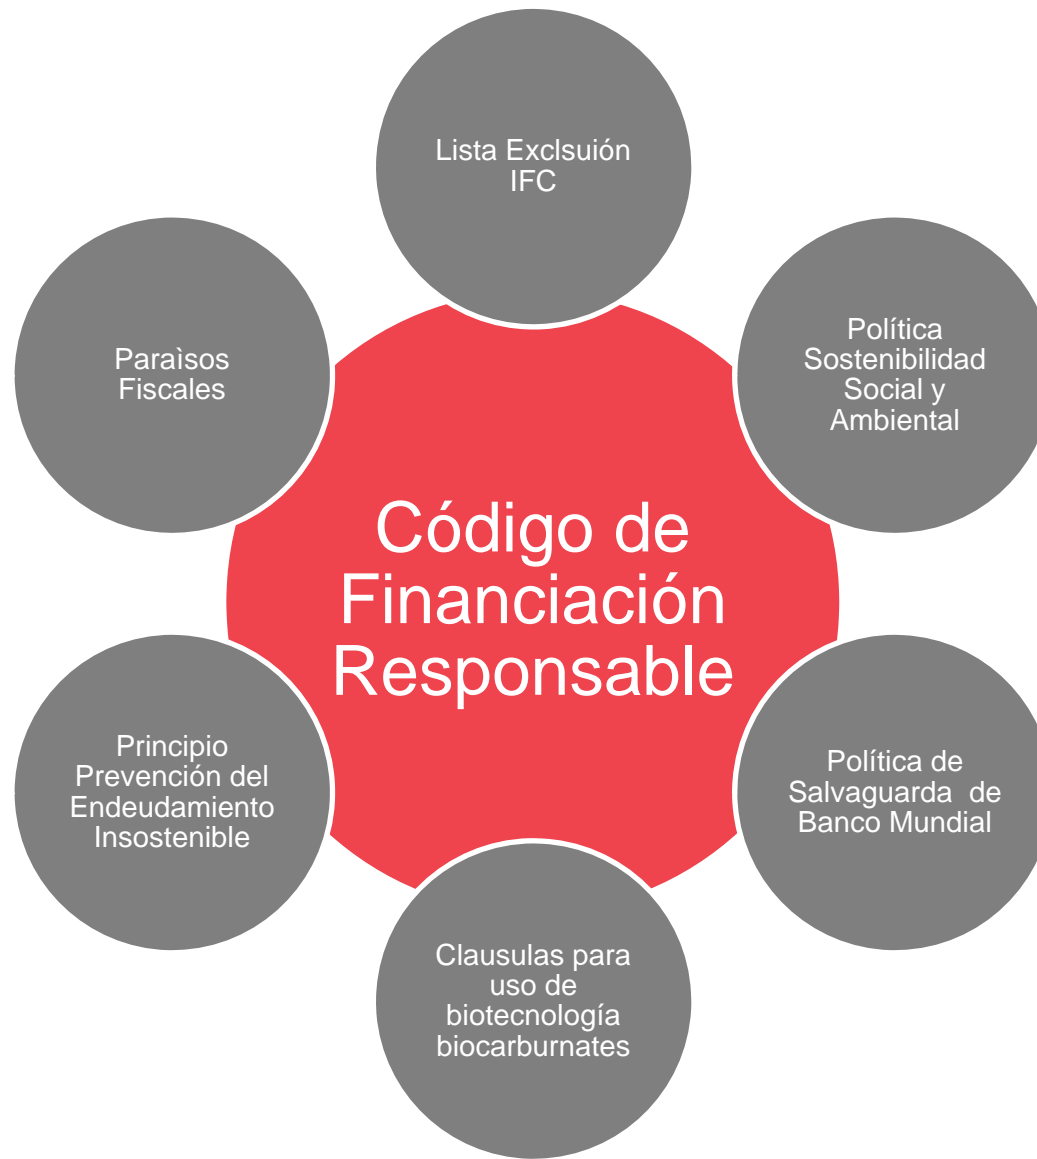 Lista Exclsuión
IFC
Política
Sostenibilidad
Social y
Ambiental
Paraìsos
Fiscales
Código de
Financiación
Responsable
Principio
Prevención del
Endeudamiento
Insostenible
Política de
Salvaguarda de
Banco Mundial
Clausulas para
uso de
biotecnología
biocarburnates